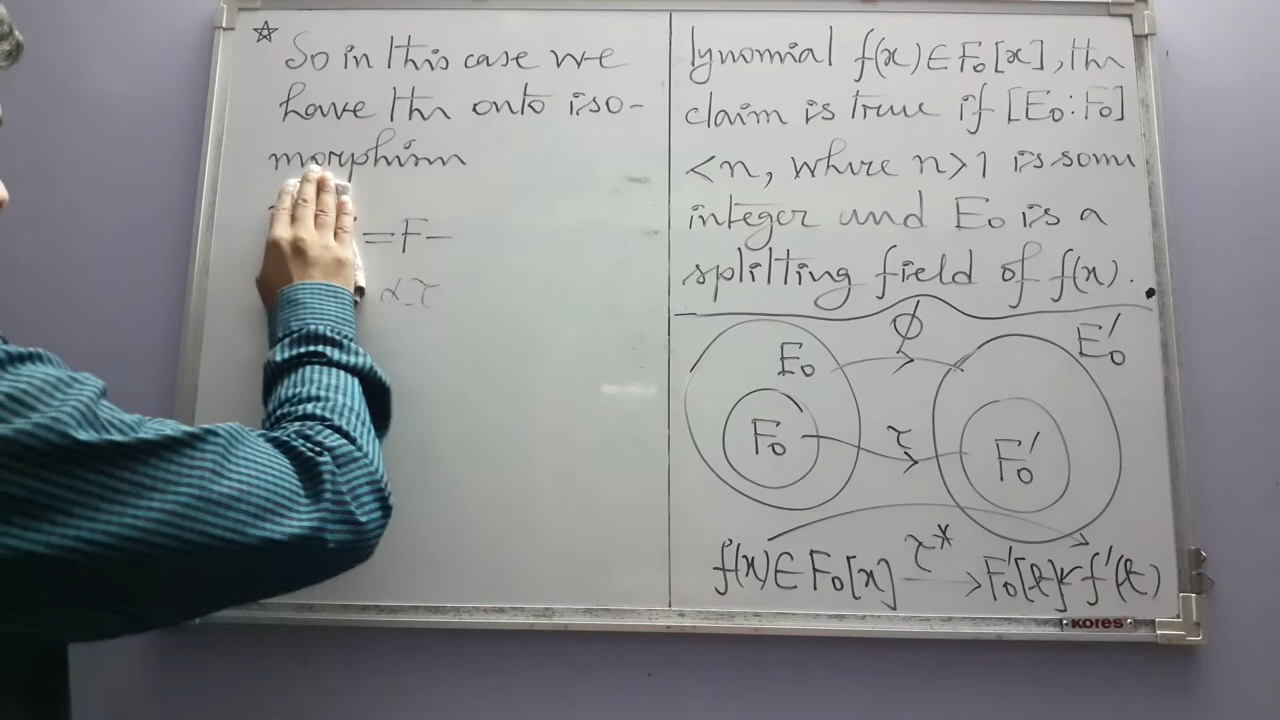 ☆ So in this case we
have the onto iso-
morphism
= F -
α τ
lynomial f(x) ∈ F₀[x], the
claim is true if [E₀:F₀]
< n, where n > 1 is some
integer and E₀ is a
splitting field of f(x).
ϕ
E₀ E₀′
F₀ τ F₀′
f(x) ∈ F₀[x] τ* → F₀′[t] f′(t)
kores